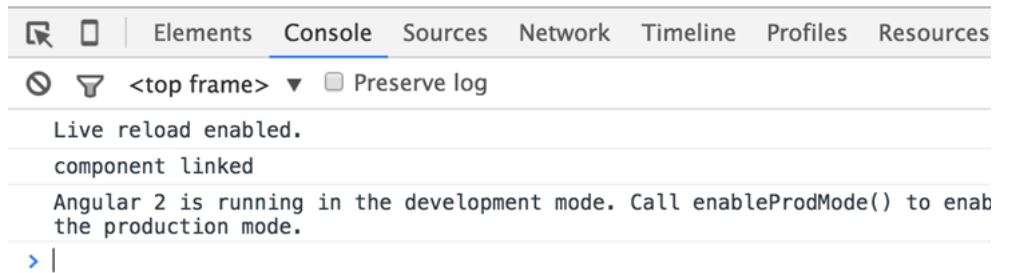 Elements Console Sources Network Timeline Profiles Resources
<top frame> ▼ Preserve log
Live reload enabled.
component linked
Angular 2 is running in the development mode. Call enableProdMode() to enab
the production mode.
>